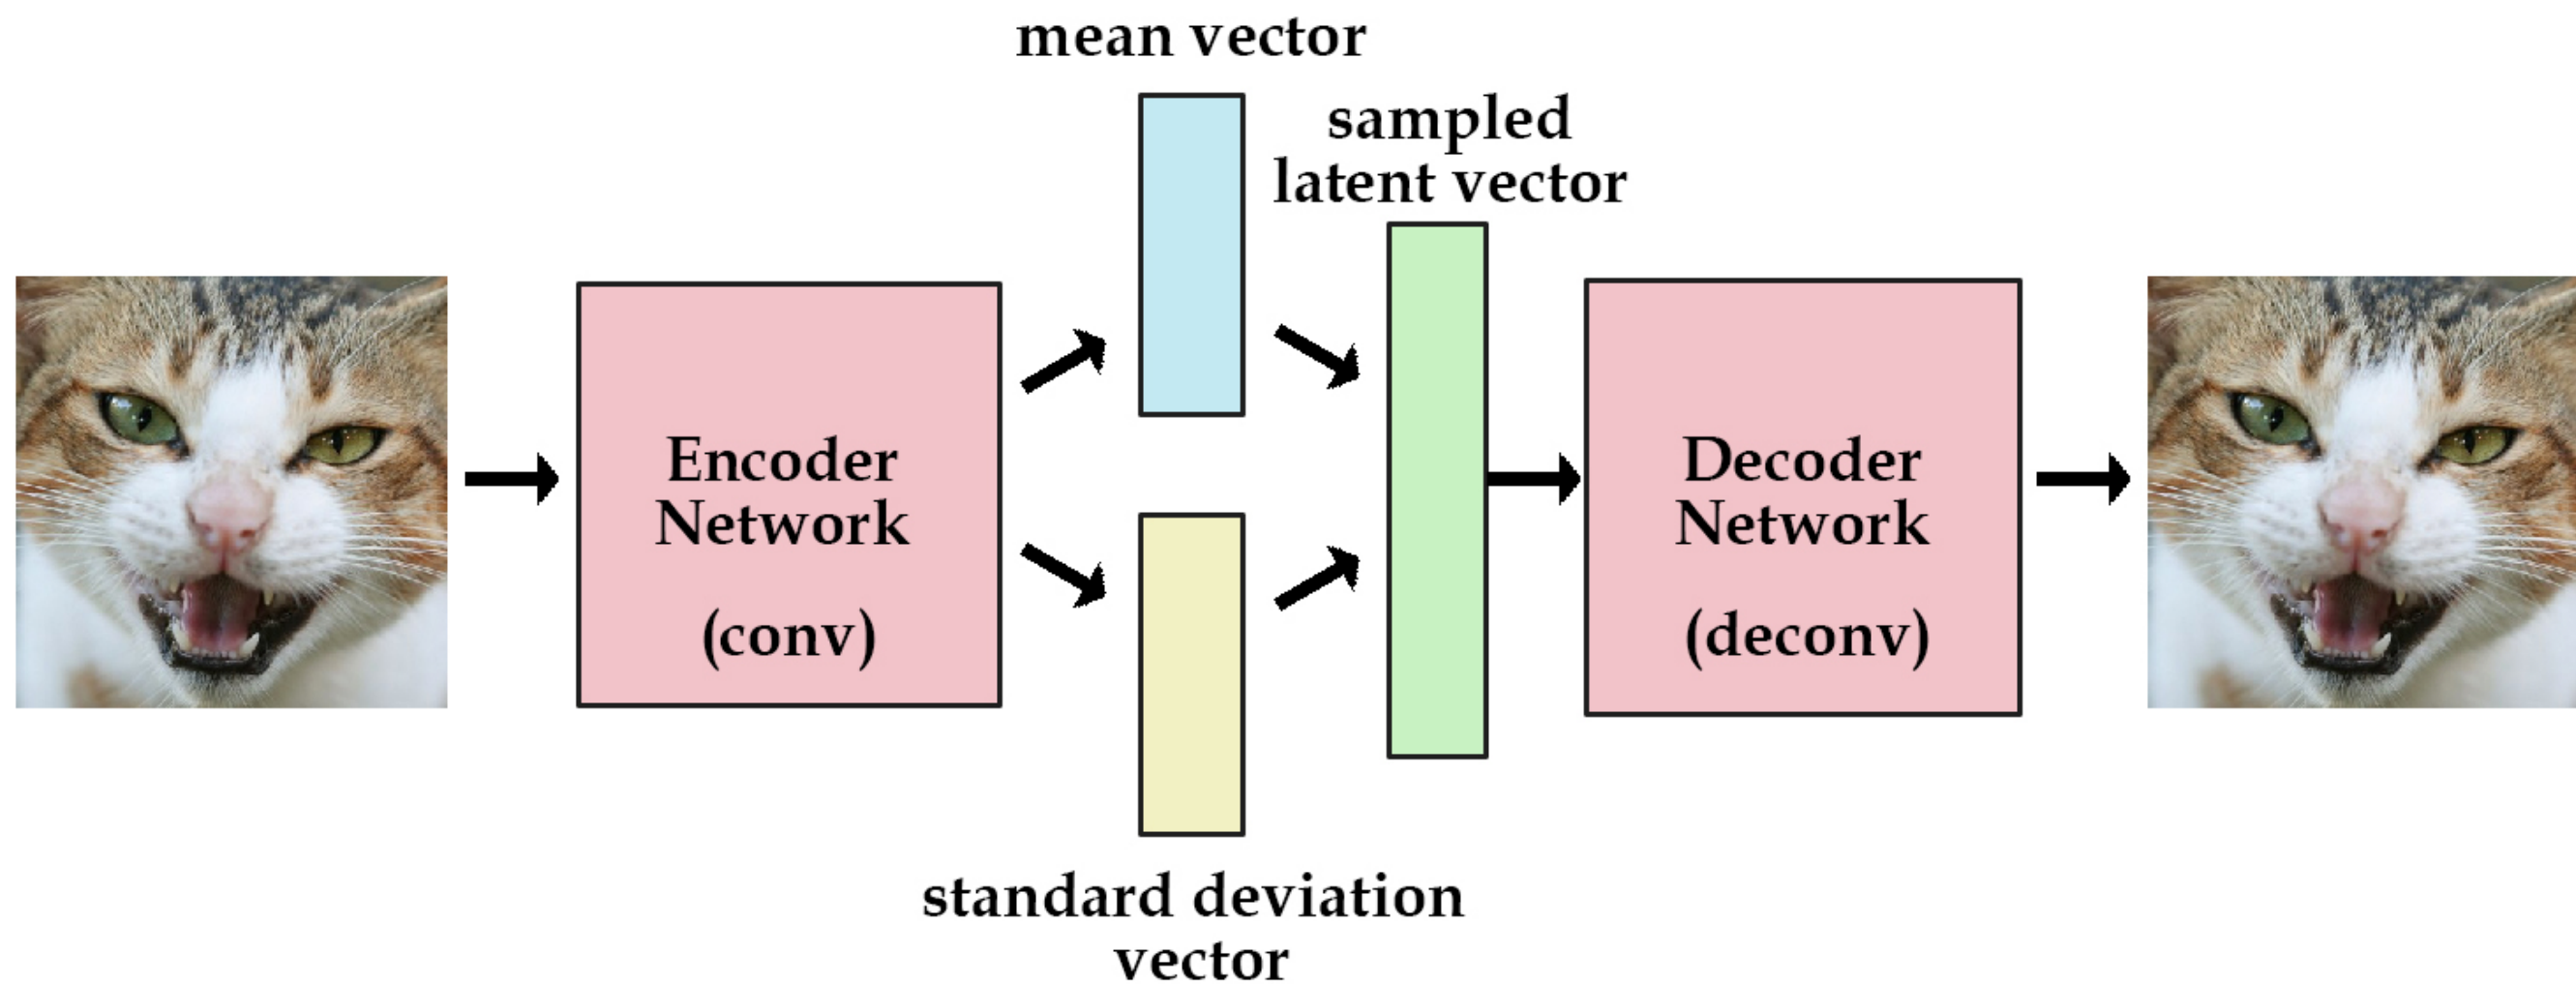 mean vector
sampled
latent vector
Encoder
Network
(conv)
Decoder
Network
(deconv)
standard deviation
vector